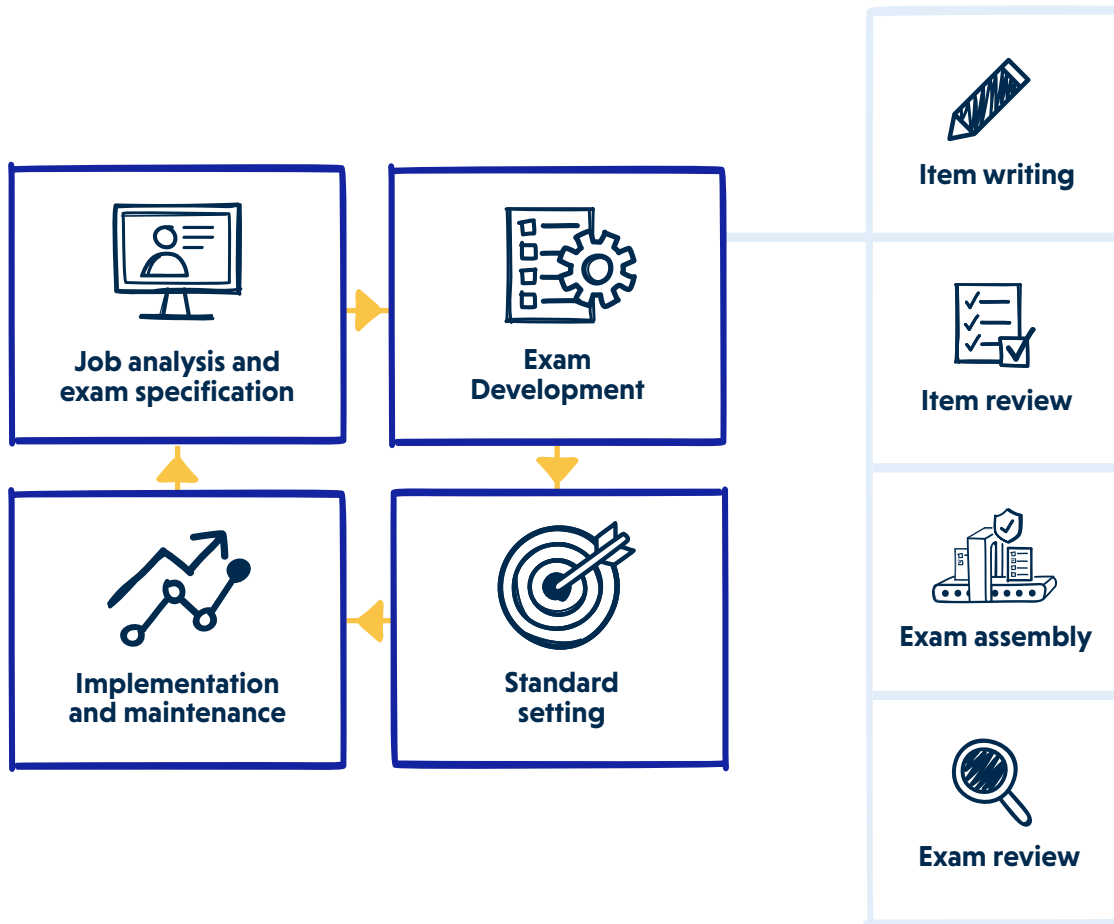 Job analysis and
exam specification
Exam
Development
Standard
setting
Implementation
and maintenance
Item writing
Item review
Exam assembly
Exam review